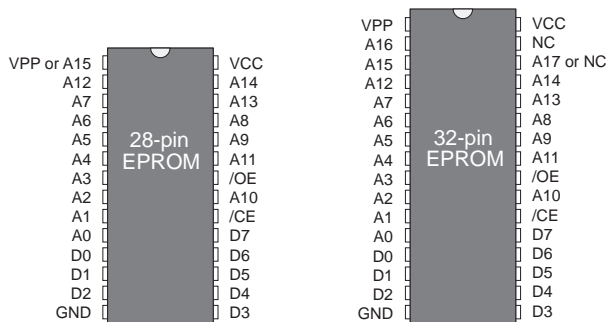 VPP or A15
A12
A7
A6
A5
A4
A3
A2
A1
A0
D0
D1
D2
GND
28-pin
EPROM
VCC
A14
A13
A8
A9
A11
/OE
A10
/CE
D7
D6
D5
D4
D3
VPP
A16
A15
A12
A7
A6
A5
A4
A3
A2
A1
A0
D0
D1
D2
GND
32-pin
EPROM
VCC
NC
A17 or NC
A14
A13
A8
A9
A11
/OE
A10
/CE
D7
D6
D5
D4
D3